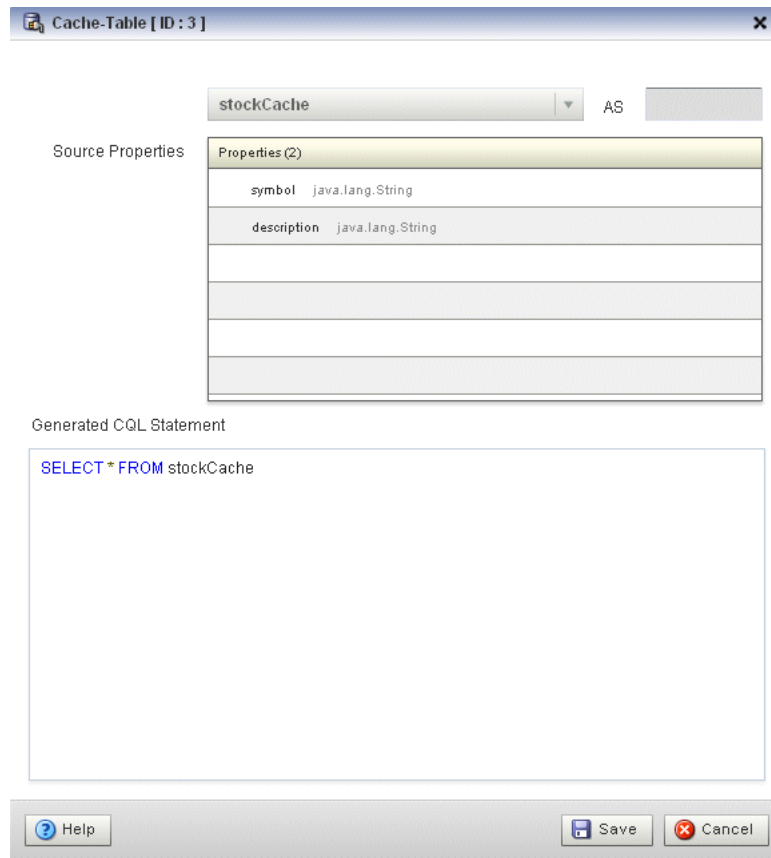 Cache-Table [ ID : 3 ]
stockCache AS
Source Properties
Properties (2)
symbol java.lang.String
description java.lang.String
Generated CQL Statement
SELECT * FROM stockCache
Help Save Cancel